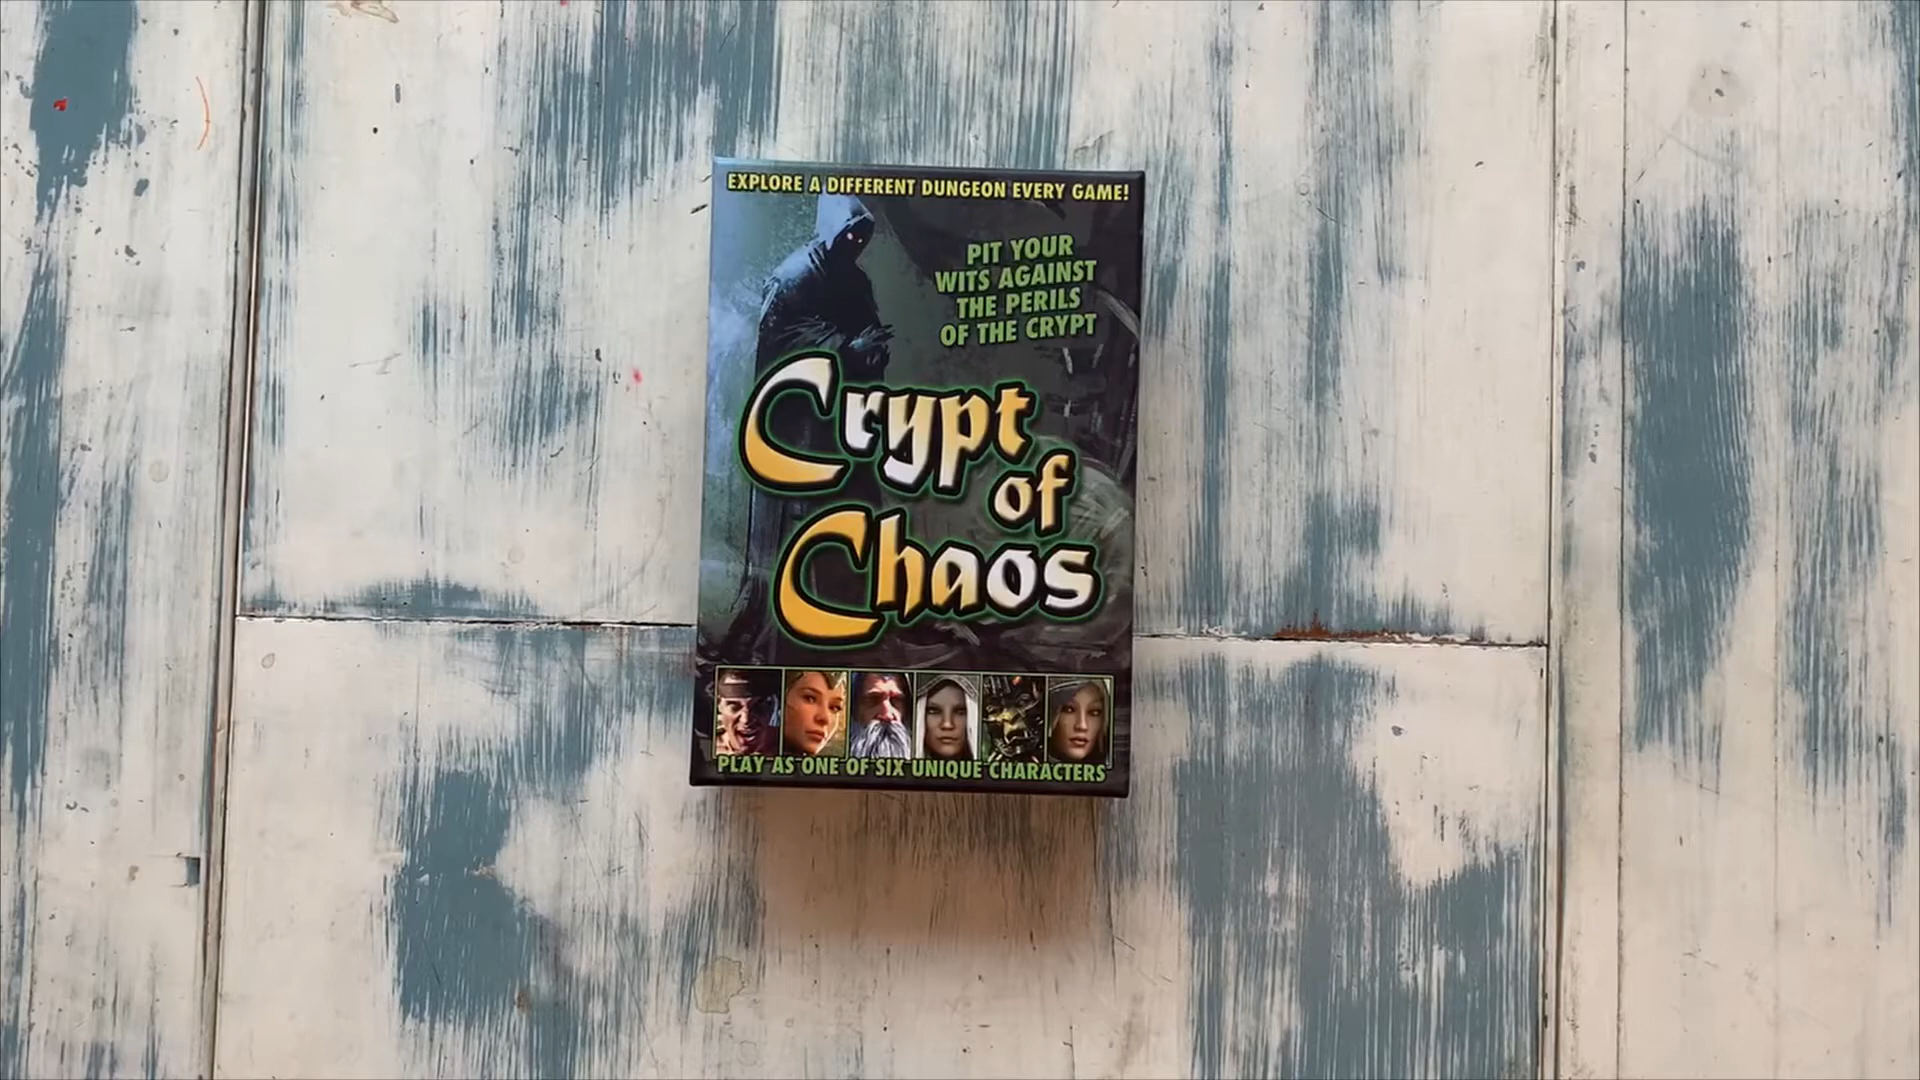 EXPLORE A DIFFERENT DUNGEON EVERY GAME!
PIT YOUR
WITS AGAINST
THE PERILS
OF THE CRYPT
Crypt
of
Chaos
PLAY AS ONE OF SIX UNIQUE CHARACTERS